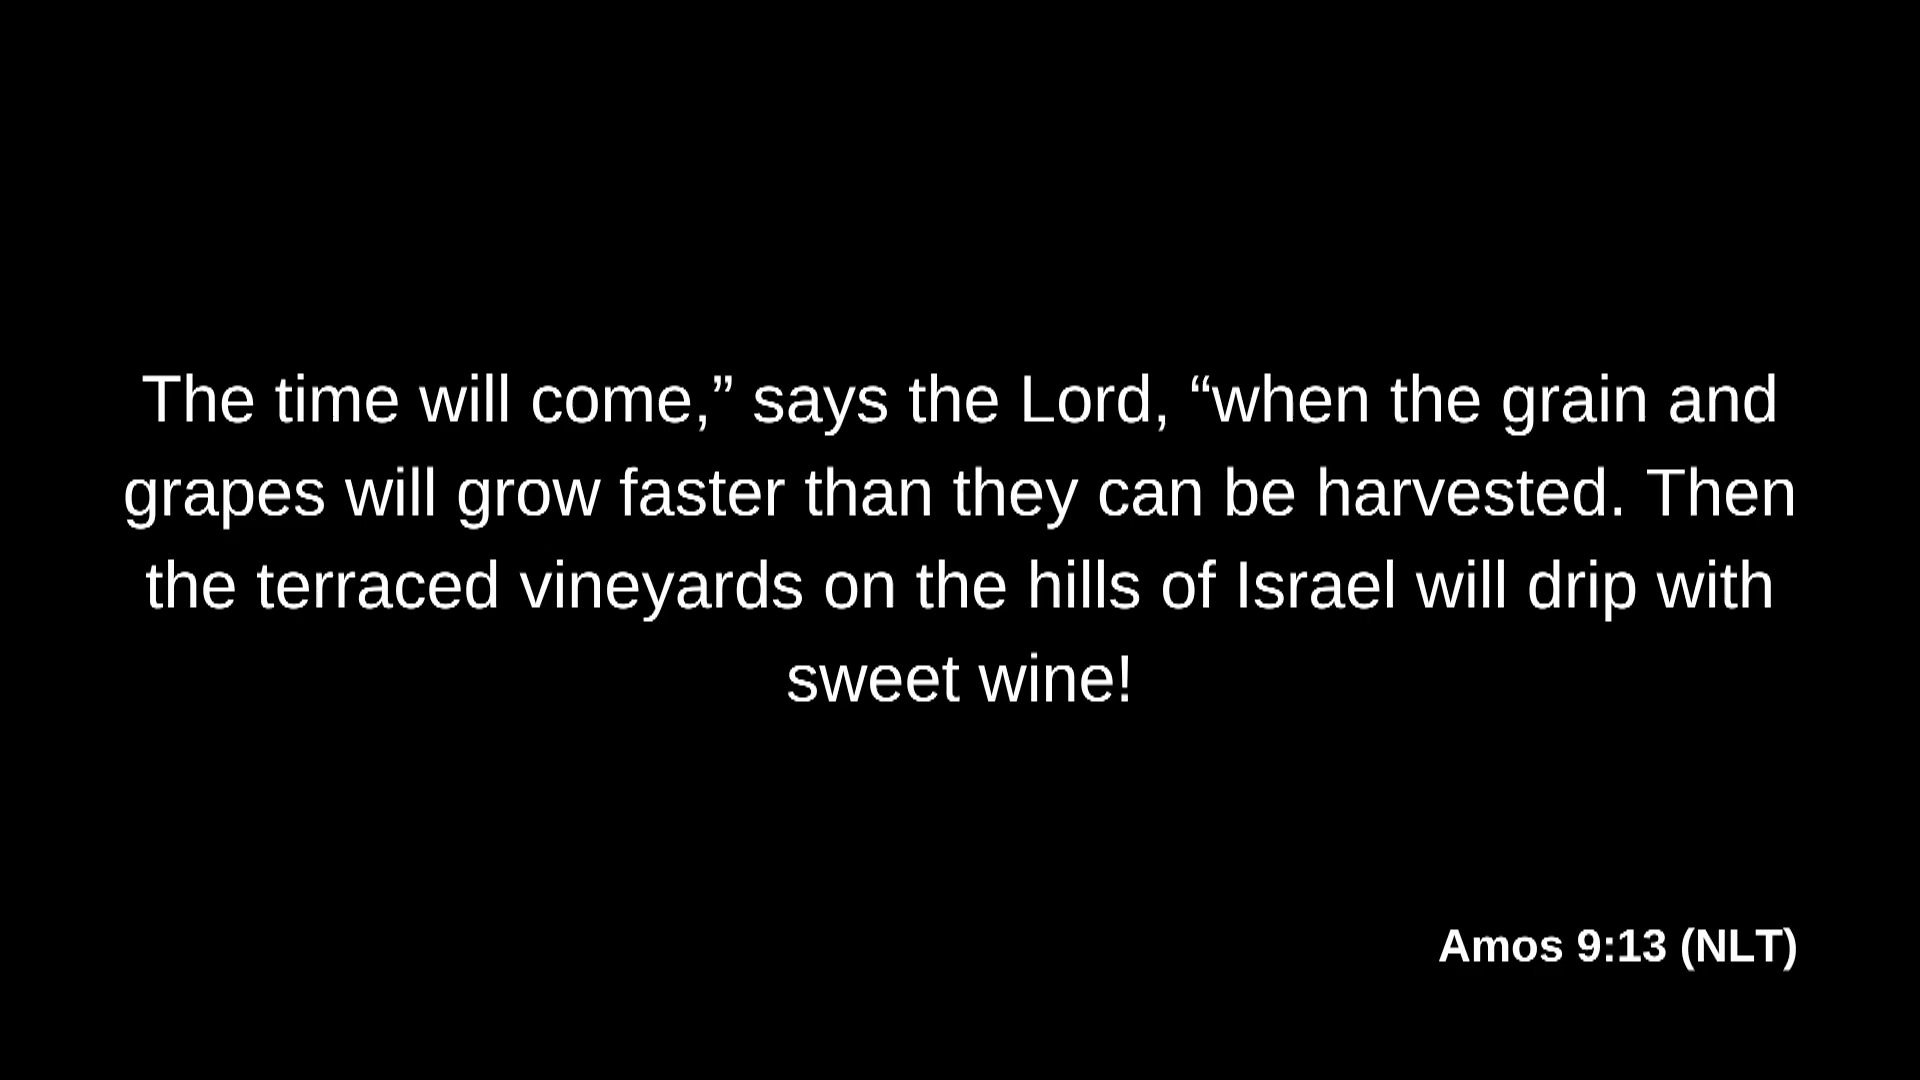 The time will come,” says the Lord, “when the grain and
grapes will grow faster than they can be harvested. Then
the terraced vineyards on the hills of Israel will drip with
sweet wine!
Amos 9:13 (NLT)